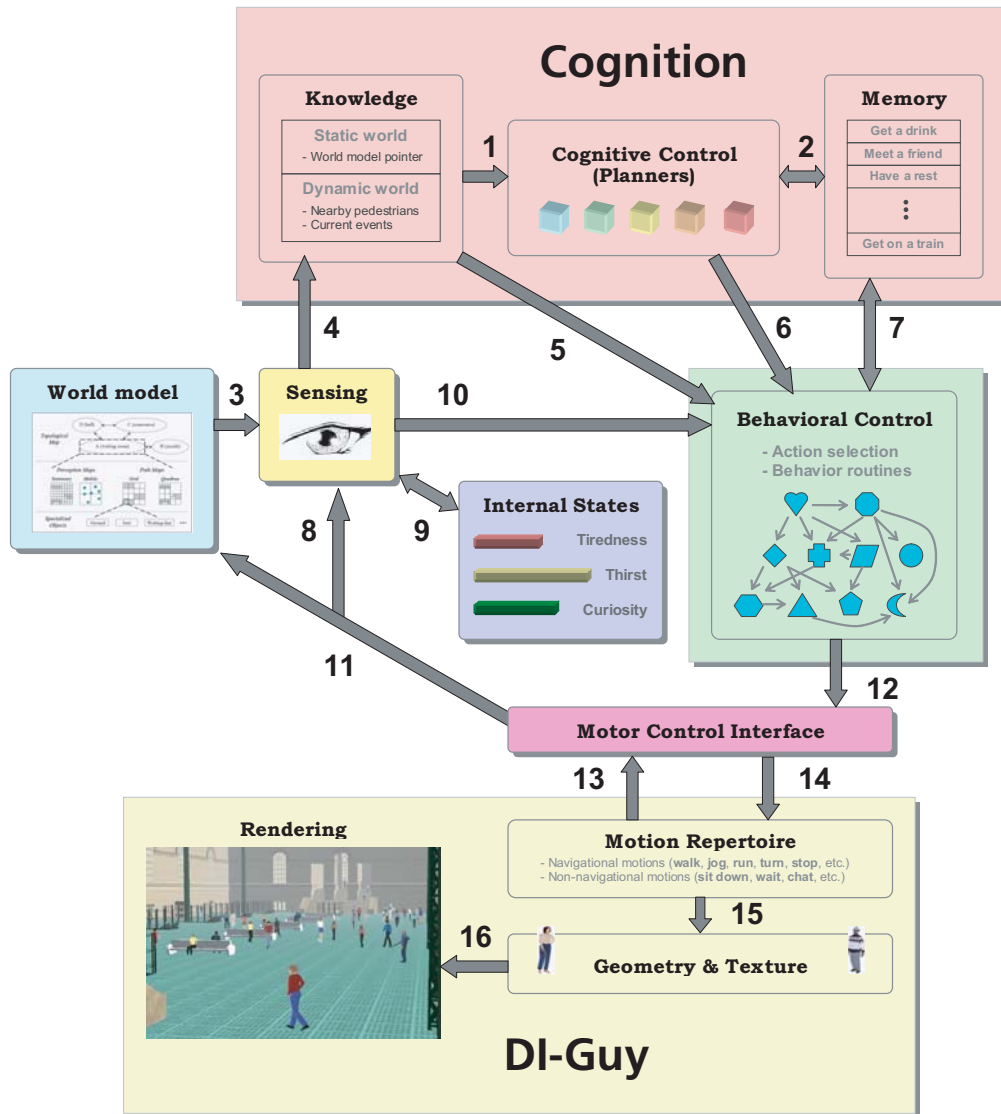 Cognition
Knowledge
Static world
- World model pointer
Dynamic world
- Nearby pedestrians
- Current events
1
Cognitive Control
(Planners)
2
Memory
Get a drink
Meet a friend
Have a rest
Get on a train
4
5
6
7
World model
3
Sensing
10
Behavioral Control
- Action selection
- Behavior routines
8
9
Internal States
Tiredness
Thirst
Curiosity
11
12
Motor Control Interface
13
14
Rendering
Motion Repertoire
- Navigational motions (walk, jog, run, turn, stop, etc.)
- Non-navigational motions (sit down, wait, chat, etc.)
15
16
Geometry & Texture
DI-Guy